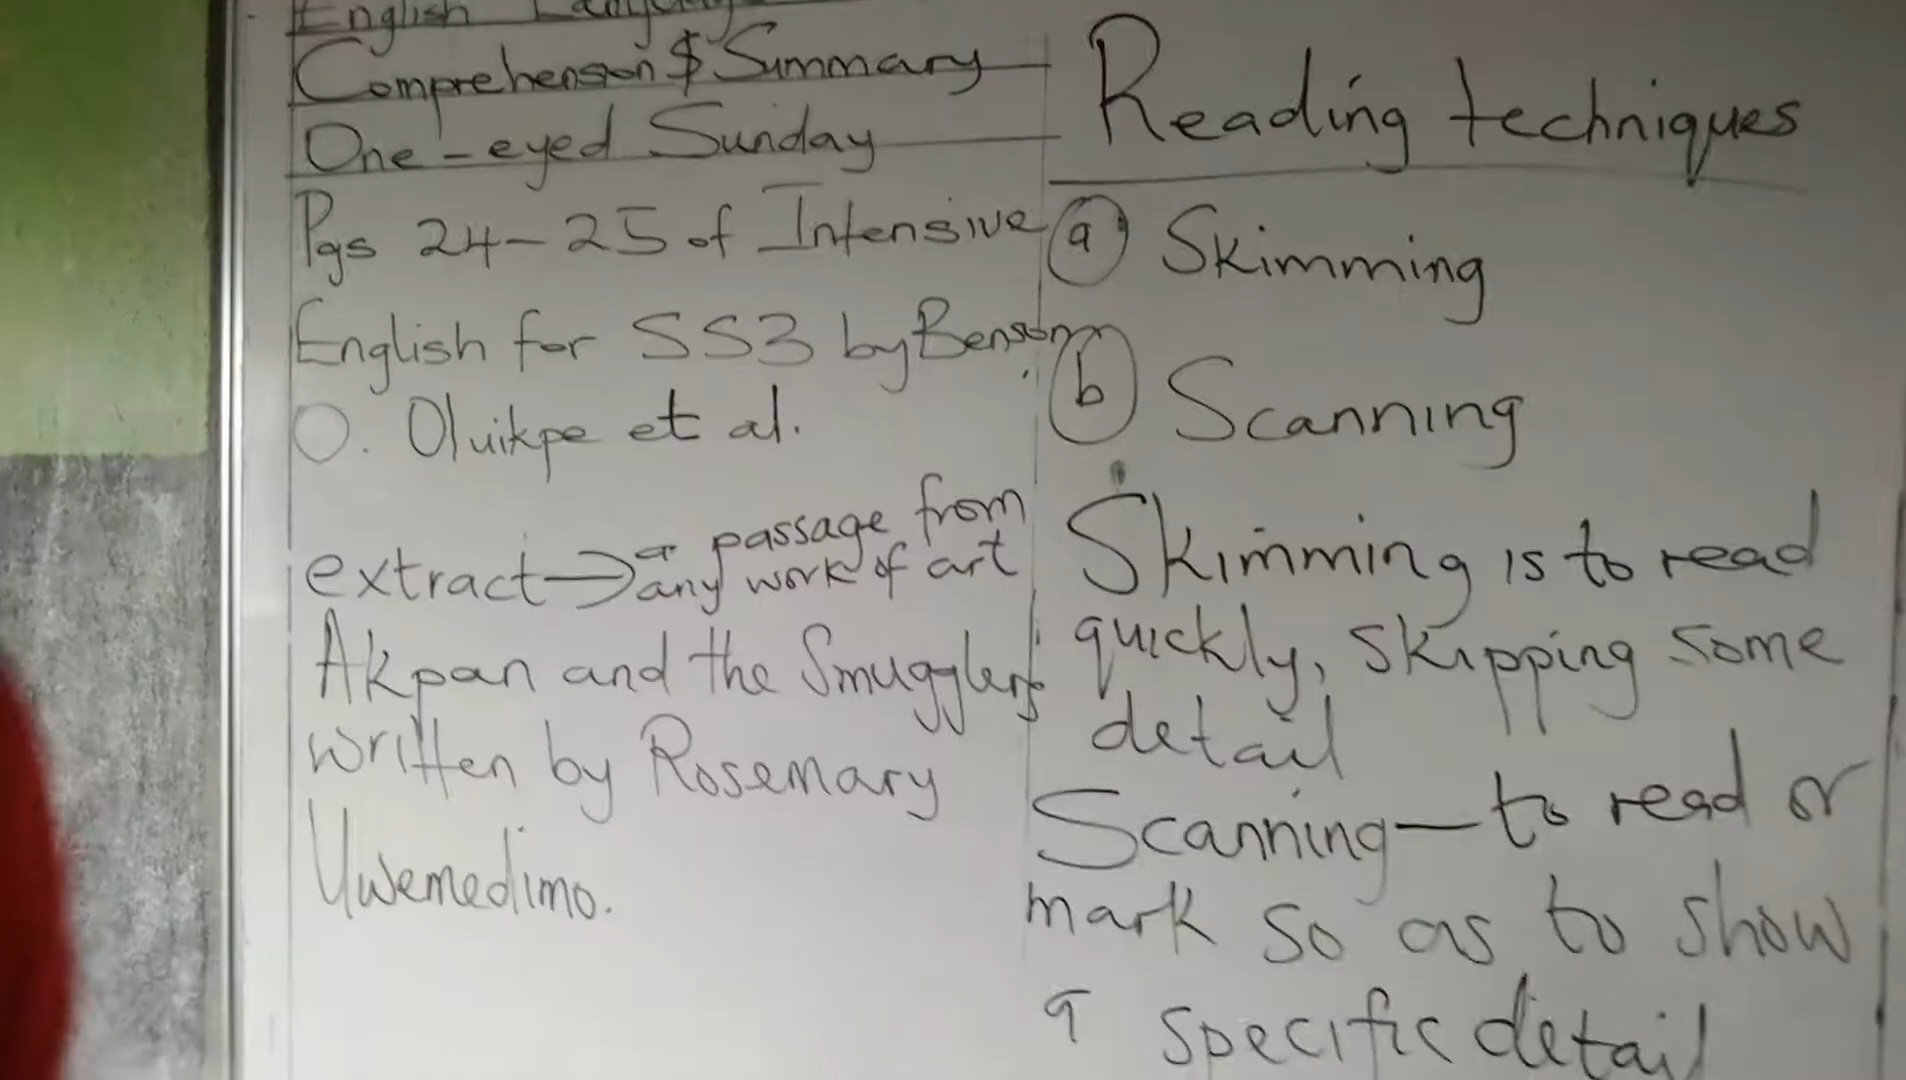 English Language
Comprehension & Summary
One-eyed Sunday
Pgs 24-25 of Intensive
English for SS3 by Benson
O. Oluikpe et al.
extract → a passage from
any work of art
Akpan and the Smugglers
written by Rosemary
Uwemedimo.
Reading techniques
a Skimming
b Scanning
Skimming is to read
quickly, skipping some
detail
Scanning - to read or
mark so as to show
a specific detail